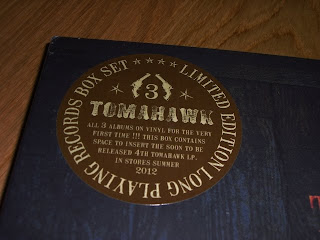 LIMITED EDITION LONG PLAYING RECORDS BOX SET ★★★★
3
TOMAHAWK
ALL 3 ALBUMS ON VINYL FOR THE VERY
FIRST TIME !!! THIS BOX CONTAINS
SPACE TO INSERT THE SOON TO BE
RELEASED 4TH TOMAHAWK LP.
IN STORES SUMMER
2012